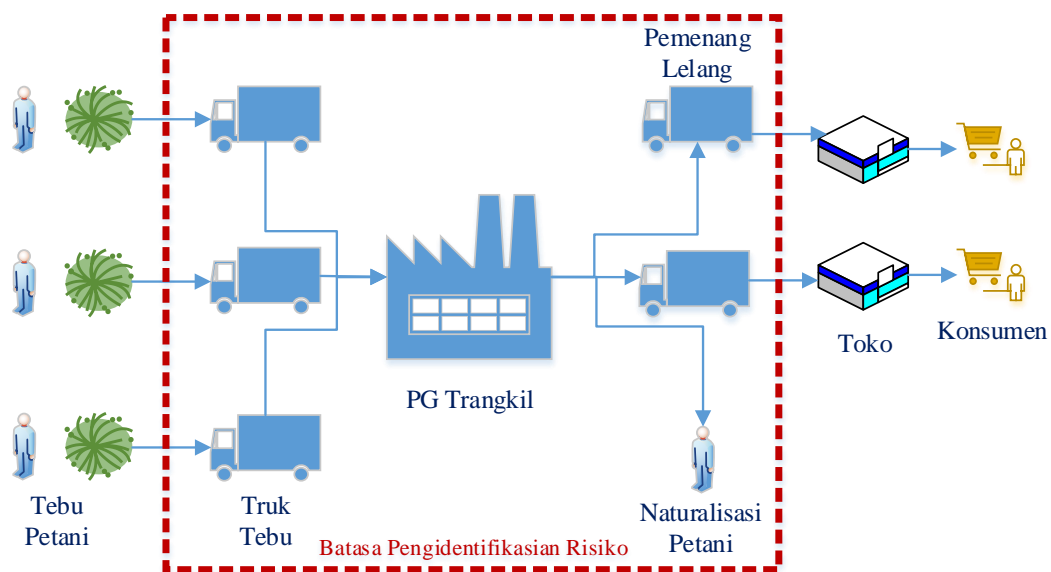 Pemenang
Lelang
PG Trangkil
Toko
Konsumen
Tebu
Petani
Truk
Tebu
Naturalisasi
Petani
Batasa Pengidentifikasian Risiko